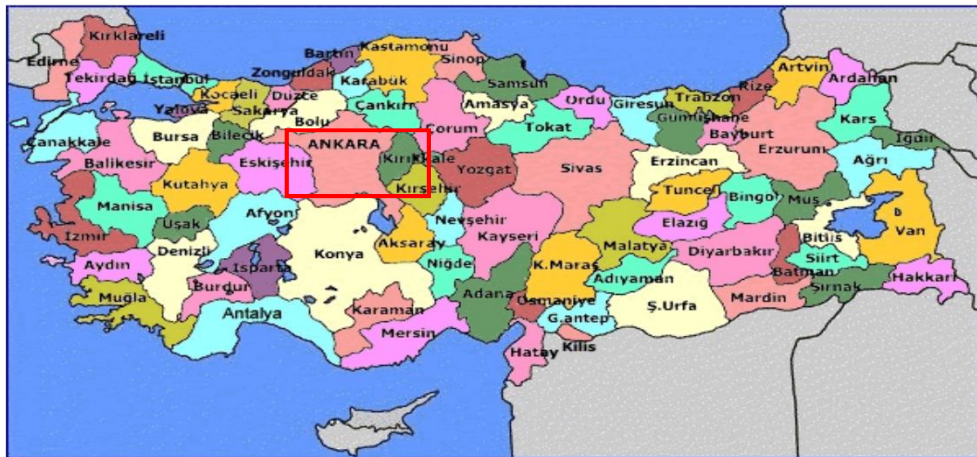 Kırklareli
Edirne
Tekirdağ
İstanbul
Kocaeli
Yalova
Sakarya
Düzce
Zonguldak
Bartın
Karabük
Kastamonu
Sinop
Samsun
Bolu
Çankırı
Çorum
Amasya
Ordu
Giresun
Trabzon
Rize
Artvin
Ardahan
Kars
Iğdır
Gümüşhane
Bayburt
Tokat
Çanakkale
Balikesir
Bursa
Bilecik
Eskişehir
ANKARA
Kırıkkale
Yozgat
Sivas
Erzincan
Erzurum
Ağrı
Kutahya
Manisa
Uşak
Afyon
Kırşehir
Nevşehir
Kayseri
Tunceli
Bingöl
Muş
Elazığ
Malatya
Bitlis
Van
İzmir
Denizli
Isparta
Konya
Aksaray
Niğde
Diyarbakır
Batman
Siirt
Hakkari
Şırnak
Aydın
Burdur
Muğla
Antalya
Karaman
Mersin
Adana
K.Maraş
Adıyaman
Osmaniye
G.antep
Ş.Urfa
Mardin
Hatay
Kilis